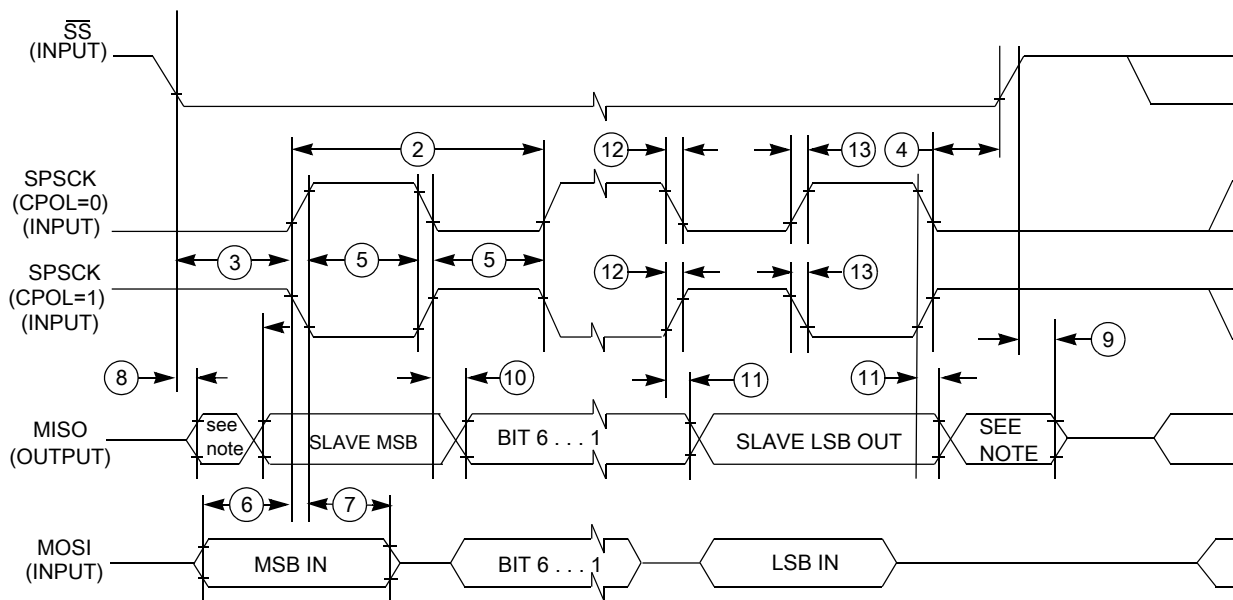 SS
(INPUT)
2
12
13
4
SPSCK
(CPOL=0)
(INPUT)
3
5
5
SPSCK
(CPOL=1)
(INPUT)
12
13
8
9
10
11
11
MISO
(OUTPUT)
see
note
SLAVE MSB
BIT 6 . . . 1
SLAVE LSB OUT
SEE
NOTE
6
7
MOSI
(INPUT)
MSB IN
BIT 6 . . . 1
LSB IN